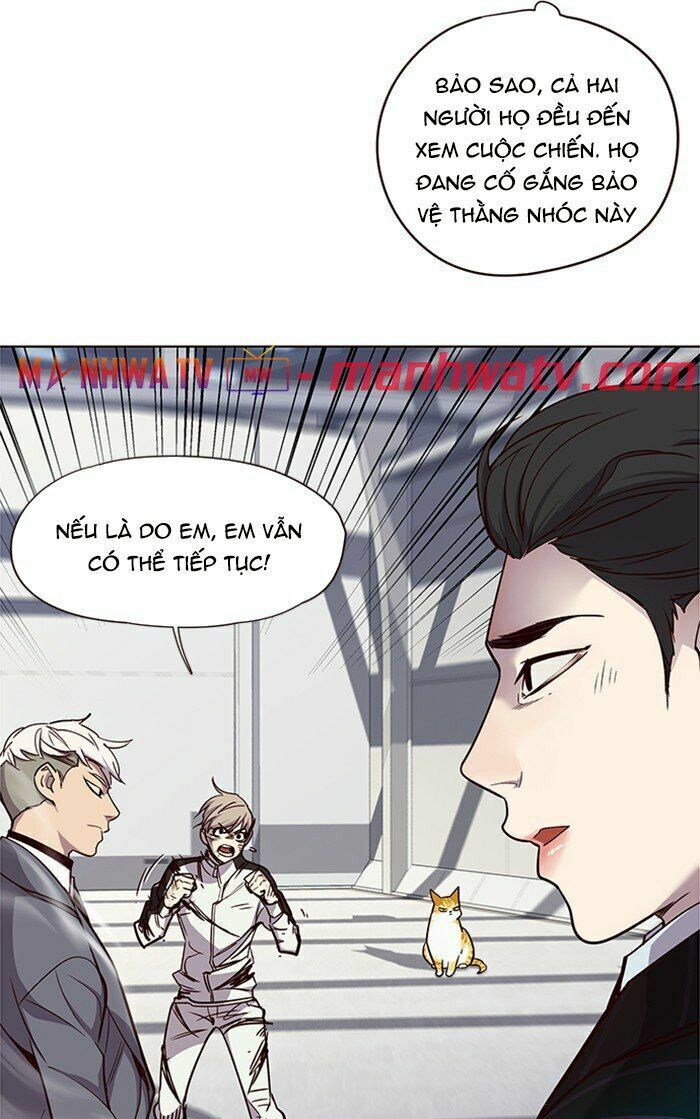 BẢO SAO, CẢ HAI
NGƯỜI HỌ ĐỀU ĐẾN
XEM CUỘC CHIẾN. HỌ
ĐANG CỐ GẮNG BẢO
VỆ THẰNG NHÓC NÀY
MANHWATV MW manhwatv.com
NẾU LÀ DO EM, EM VẪN
CÓ THỂ TIẾP TỤC!